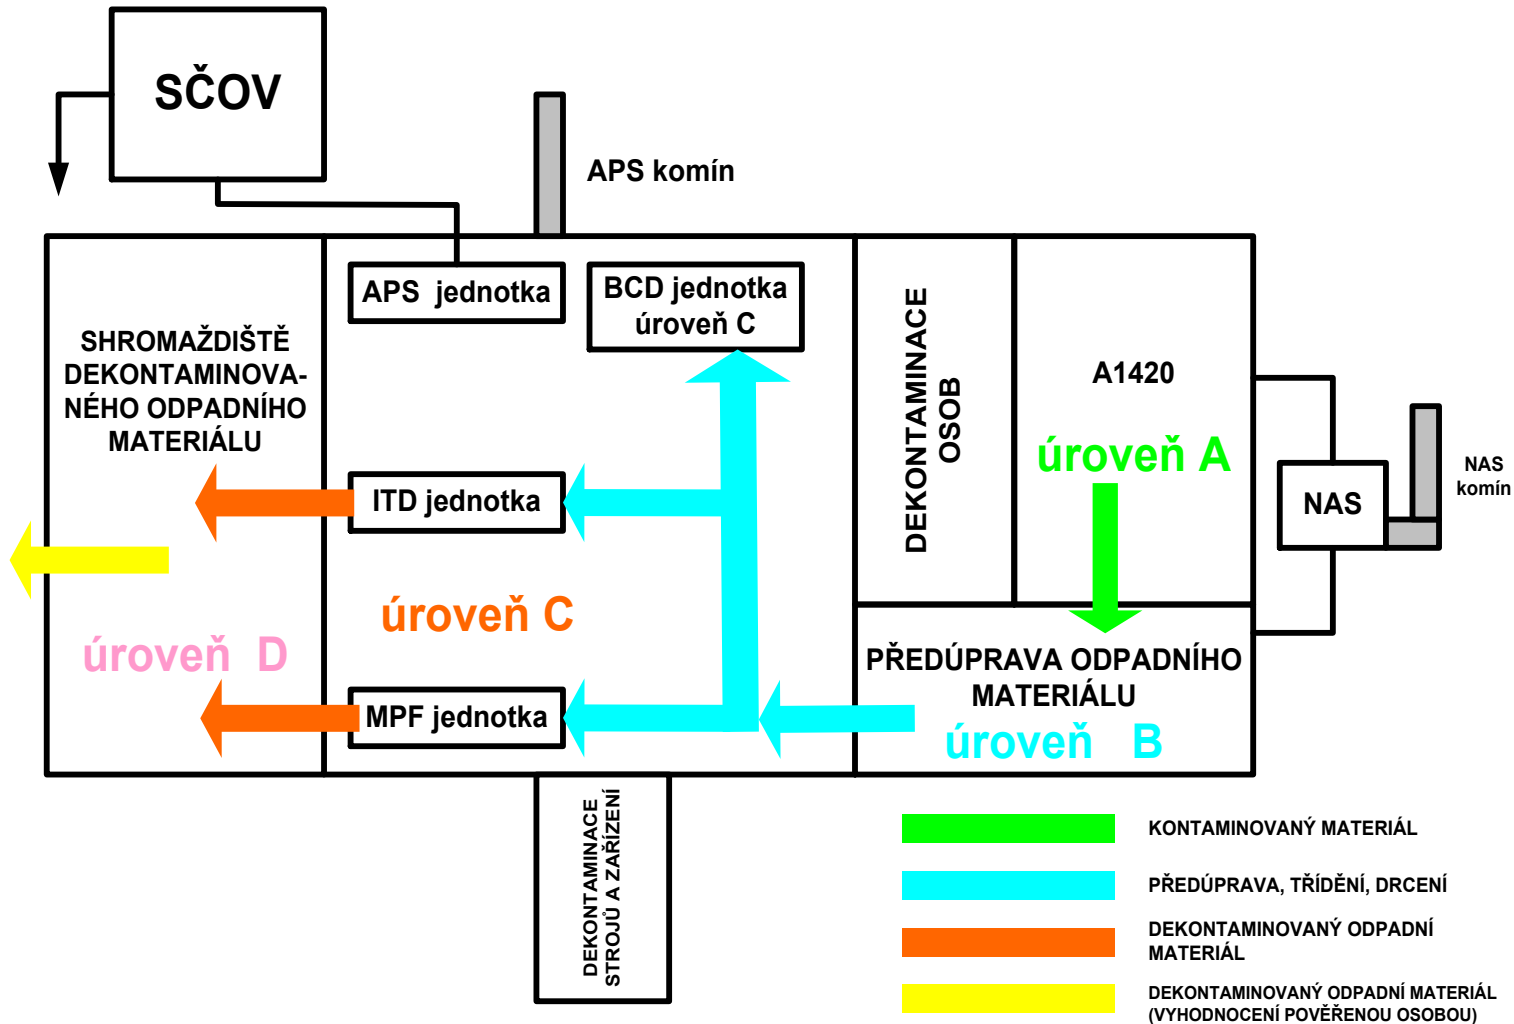 SČOV
APS komín
APS jednotka
BCD jednotka
úroveň C
SHROMAŽDIŠTĚ
DEKONTAMINOVA-
NÉHO ODPADNÍHO
MATERIÁLU
DEKONTAMINACE
OSOB
A1420
úroveň A
NAS
NAS
komín
ITD jednotka
úroveň C
úroveň D
MPF jednotka
PŘEDÚPRAVA ODPADNÍHO
MATERIÁLU
úroveň B
DEKONTAMINACE
STROJŮ A ZAŘÍZENÍ
KONTAMINOVANÝ MATERIÁL
PŘEDÚPRAVA, TŘÍDĚNÍ, DRCENÍ
DEKONTAMINOVANÝ ODPADNÍ
MATERIÁL
DEKONTAMINOVANÝ ODPADNÍ MATERIÁL
(VYHODNOCENÍ POVĚŘENOU OSOBOU)